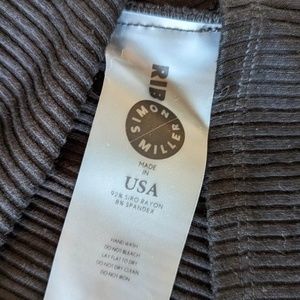 RIB
SIMON
MILLER
MADE
IN
USA
92% SIRO RAYON
8% SPANDEX
HAND WASH
DO NOT BLEACH
LAY FLAT TO DRY
DO NOT DRY CLEAN
DO NOT IRON